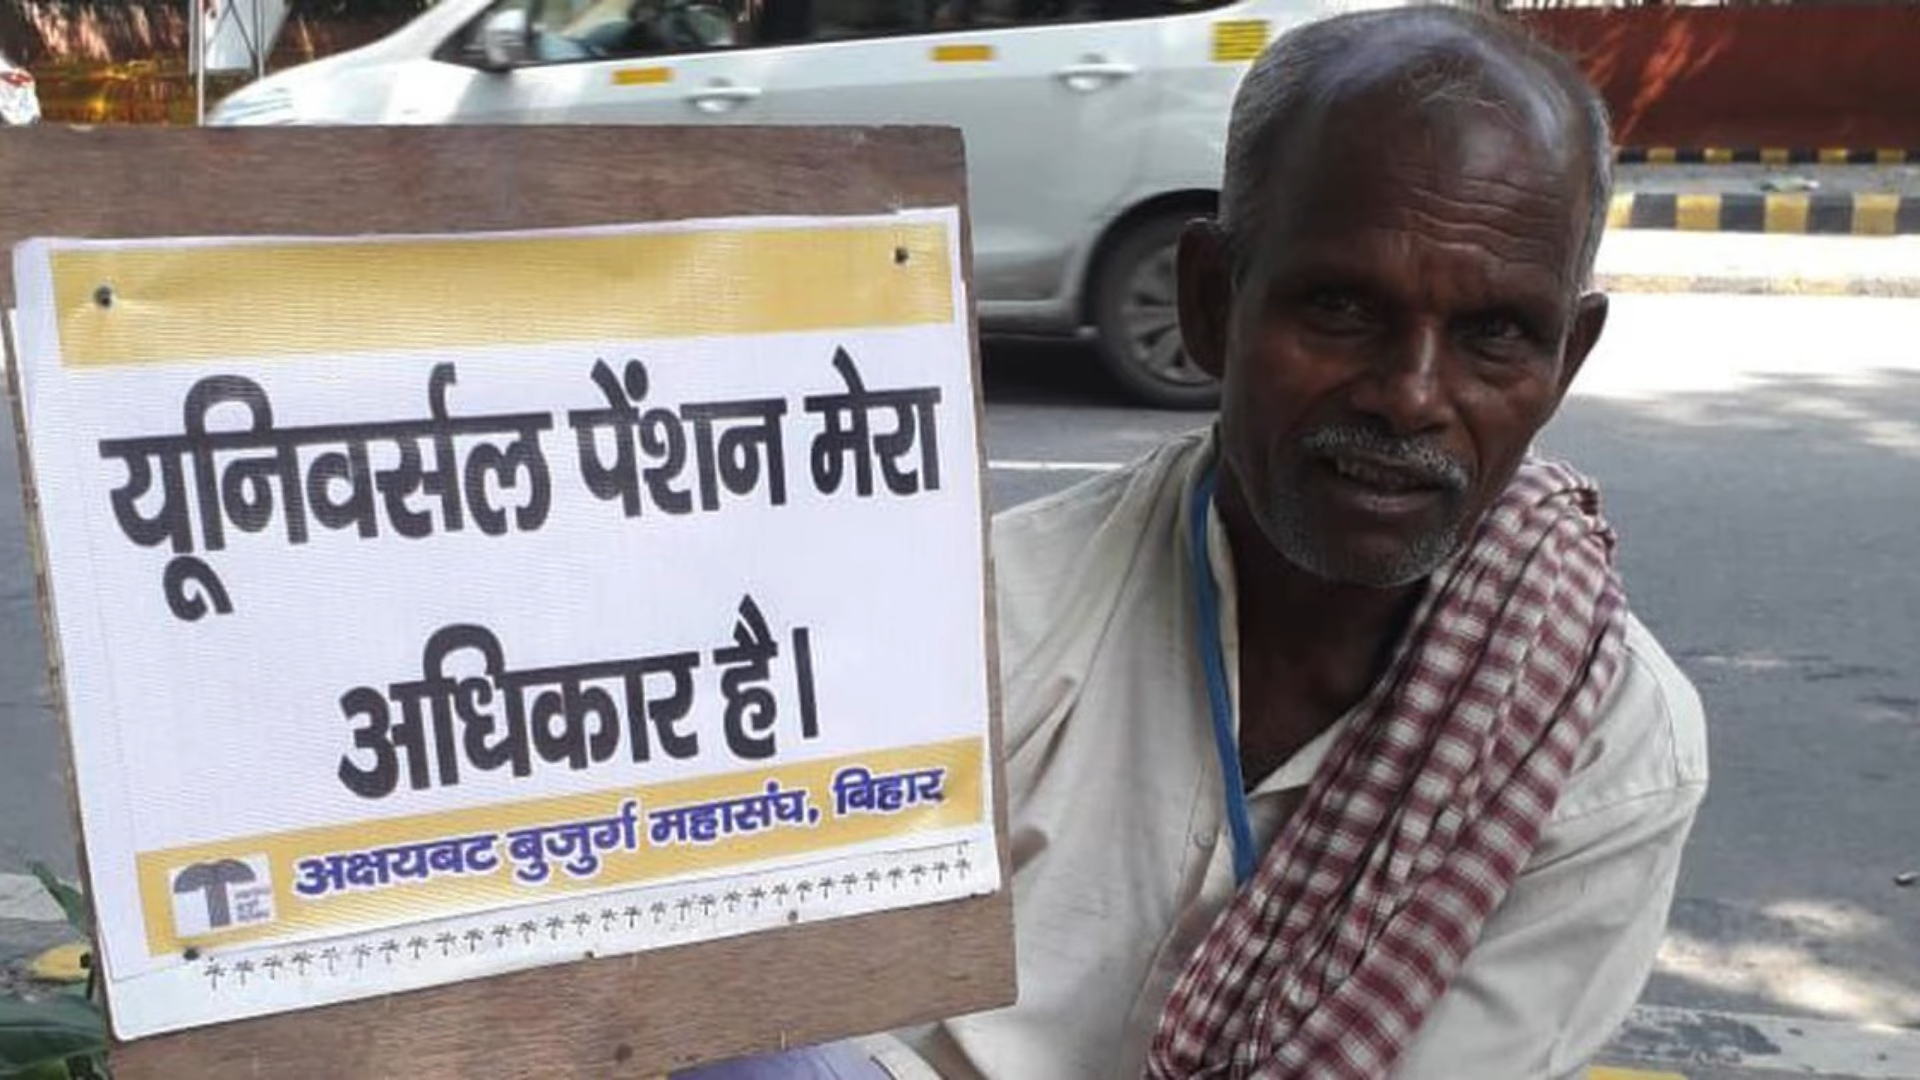 यूनिवर्सल पेंशन मेरा
अधिकार है।
अक्षयबट बुजुर्ग महासंघ, बिहार